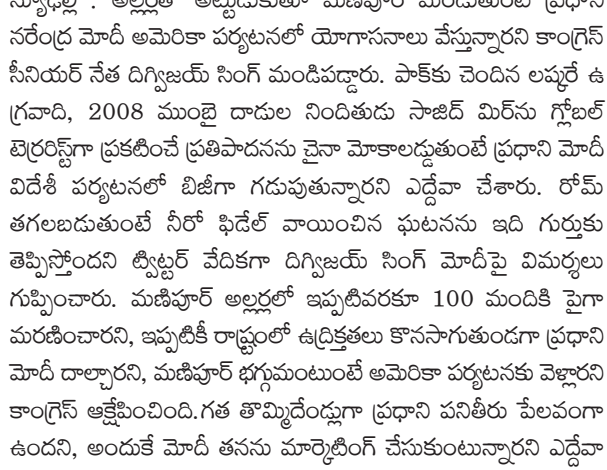 న్యూఢిల్లీ : అల్లర్లతో అట్టుడుకుతూ మణిపూర్ మండుతుంటే ప్రధాని
నరేంద్ర మోదీ అమెరికా పర్యటనలో యోగాసనాలు వేస్తున్నారని కాంగ్రెస్
సీనియర్ నేత దిగ్విజయ్ సింగ్ మండిపడ్డారు. పాక్‌కు చెందిన లష్కరే ఉ
గ్రవాది, 2008 ముంబై దాడుల నిందితుడు సాజిద్ మిర్‌ను గ్లోబల్
టెర్రరిస్ట్‌గా ప్రకటించే ప్రతిపాదనను చైనా మోకాలడ్డుతుంటే ప్రధాని మోదీ
విదేశీ పర్యటనలో బిజీగా గడుపుతున్నారని ఎద్దేవా చేశారు. రోమ్
తగలబడుతుంటే నీరో ఫిడేల్ వాయించిన ఘటనను ఇది గుర్తుకు
తెప్పిస్తోందని ట్విట్టర్ వేదికగా దిగ్విజయ్ సింగ్ మోదీపై విమర్శలు
గుప్పించారు. మణిపూర్ అల్లర్లలో ఇప్పటివరకూ 100 మందికి పైగా
మరణించారని, ఇప్పటికీ రాష్ట్రంలో ఉద్రిక్తతలు కొనసాగుతుండగా ప్రధాని
మోదీ దాల్చారని, మణిపూర్ భగ్గుమంటుంటే అమెరికా పర్యటనకు వెళ్లారని
కాంగ్రెస్ ఆక్షేపించింది.గత తొమ్మిదేండ్లుగా ప్రధాని పనితీరు పేలవంగా
ఉందని, అందుకే మోదీ తనను మార్కెటింగ్ చేసుకుంటున్నారని ఎద్దేవా